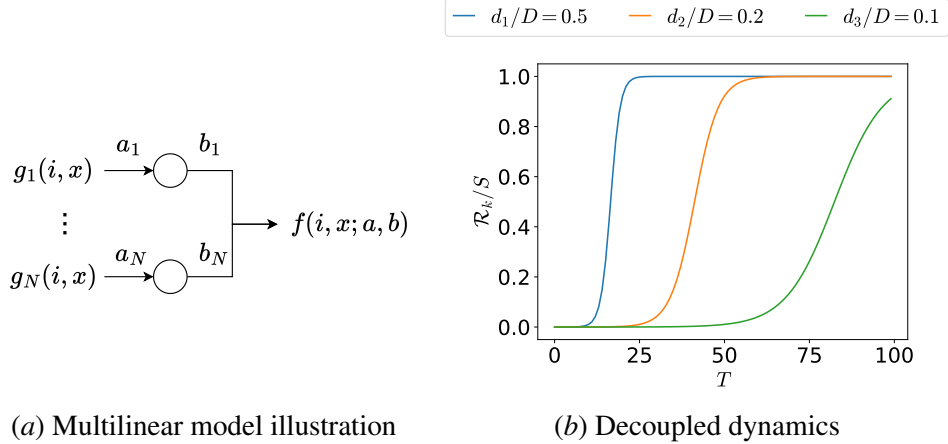 d₁/D = 0.5 d₂/D = 0.2 d₃/D = 0.1
a₁ b₁
g₁(i, x)
⋮
f(i, x; a, b)
a_N b_N
g_N(i, x)
1.0
0.8
0.6
0.4
0.2
0.0
ℛₖ/S
0 25 50 75 100
T
(a) Multilinear model illustration
(b) Decoupled dynamics